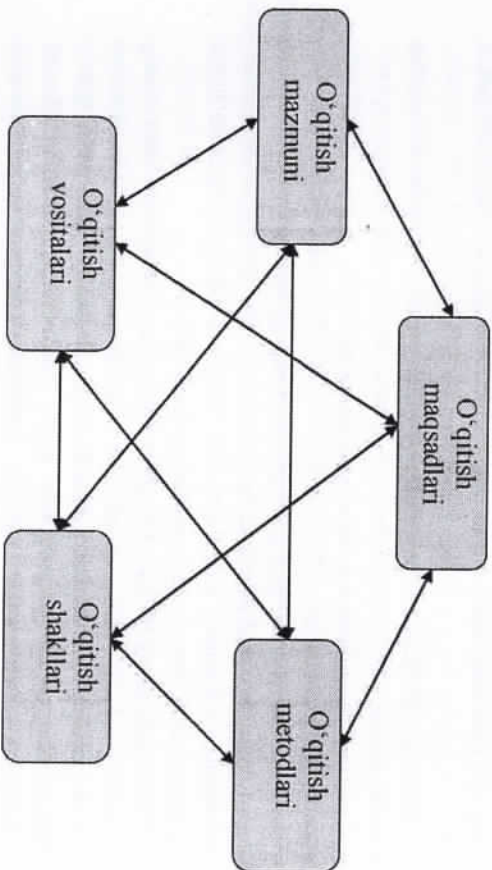 O‘qitish
maqsadlari
O‘qitish
mazmuni
O‘qitish
metodlari
O‘qitish
vositalari
O‘qitish
shakllari